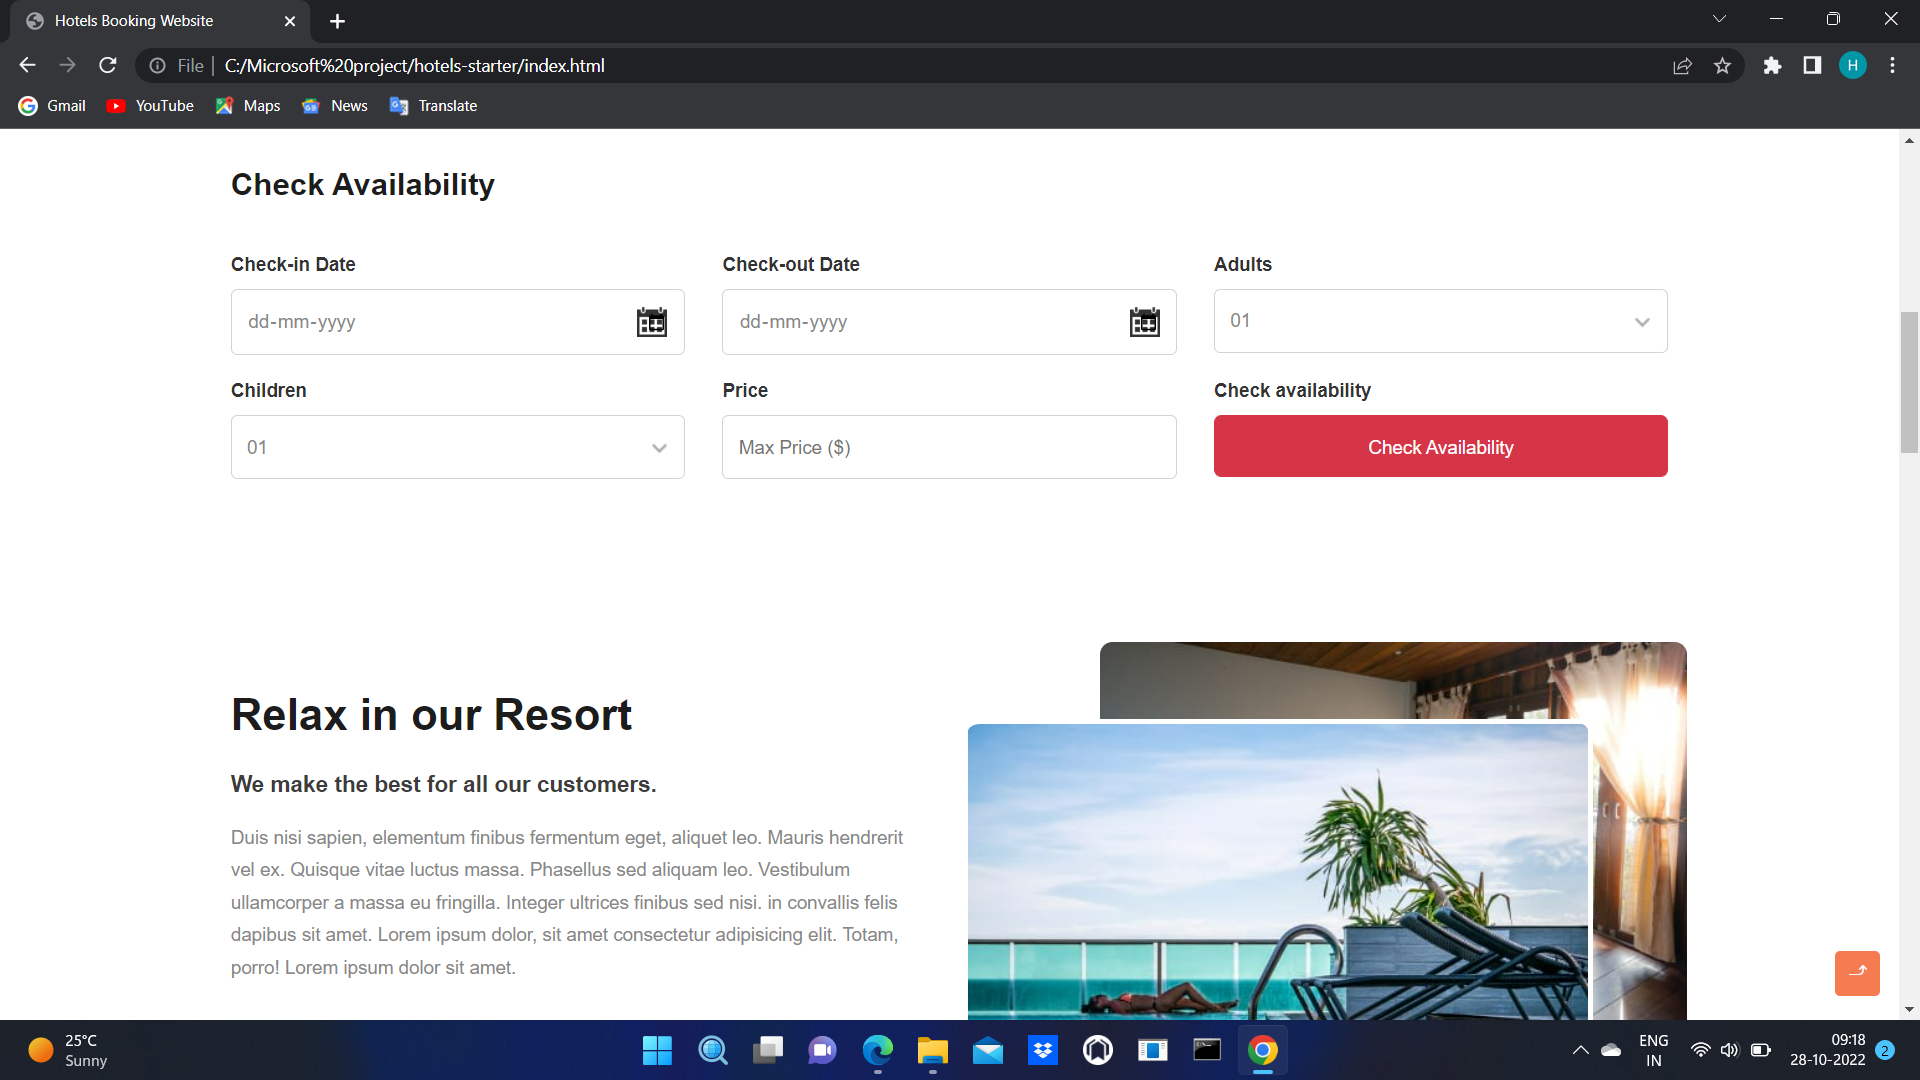 Hotels Booking Website
File | C:/Microsoft%20project/hotels-starter/index.html
H
Gmail YouTube Maps News Translate
Check Availability
Check-in Date Check-out Date Adults
dd-mm-yyyy dd-mm-yyyy 01
Children Price Check availability
01 Max Price ($) Check Availability
Relax in our Resort
We make the best for all our customers.
Duis nisi sapien, elementum finibus fermentum eget, aliquet leo. Mauris hendrerit
vel ex. Quisque vitae luctus massa. Phasellus sed aliquam leo. Vestibulum
ullamcorper a massa eu fringilla. Integer ultrices finibus sed nisi. in convallis felis
dapibus sit amet. Lorem ipsum dolor, sit amet consectetur adipisicing elit. Totam,
porro! Lorem ipsum dolor sit amet.
25°C
Sunny
ENG
IN
09:18
28-10-2022
2